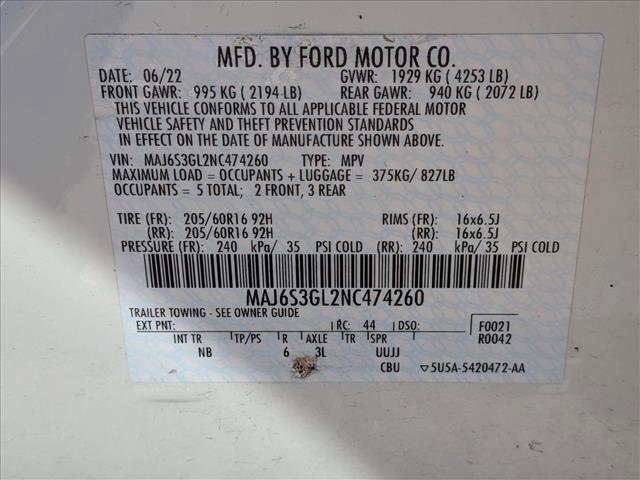 MFD. BY FORD MOTOR CO.
DATE: 06/22 GVWR: 1929 KG ( 4253 LB)
FRONT GAWR: 995 KG ( 2194 LB) REAR GAWR: 940 KG ( 2072 LB)
THIS VEHICLE CONFORMS TO ALL APPLICABLE FEDERAL MOTOR
VEHICLE SAFETY AND THEFT PREVENTION STANDARDS
IN EFFECT ON THE DATE OF MANUFACTURE SHOWN ABOVE.
VIN: MAJ6S3GL2NC474260 TYPE: MPV
MAXIMUM LOAD = OCCUPANTS + LUGGAGE = 375KG/ 827LB
OCCUPANTS = 5 TOTAL; 2 FRONT, 3 REAR
TIRE (FR): 205/60R16 92H RIMS (FR): 16x6.5J
(RR): 205/60R16 92H (RR): 16x6.5J
PRESSURE (FR): 240 kPa/ 35 PSI COLD (RR): 240 kPa/ 35 PSI COLD
MAJ6S3GL2NC474260
TRAILER TOWING - SEE OWNER GUIDE
EXT PNT: RC: 44 DSO: F0021
INT TR TP/PS R AXLE TR SPR R0042
NB 6 3L UUJJ
CBU ▽5U5A-5420472-AA